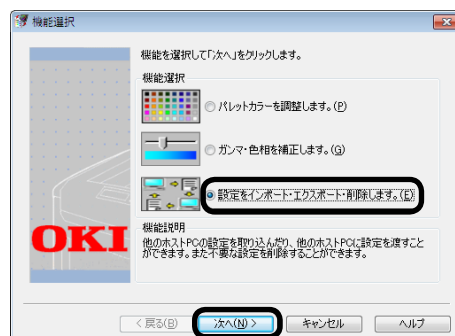 機能選択
機能を選択して「次へ」をクリックします。
機能選択
パレットカラーを調整します。(P)
ガンマ・色相を補正します。(G)
設定をインポート・エクスポート・削除します。(E)
OKI
機能説明
他のホストPCの設定を取り込んだり、他のホストPCに設定を渡すこと
ができます。また不要な設定を削除することができます。
< 戻る(B)
次へ(N) >
キャンセル
ヘルプ